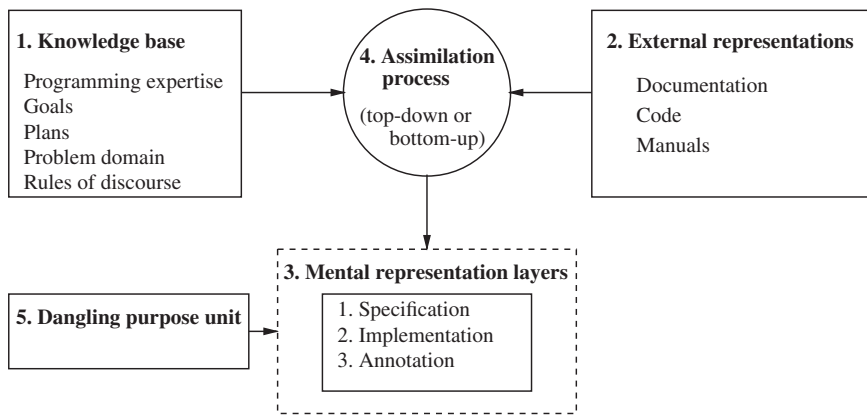 1. Knowledge base
Programming expertise
Goals
Plans
Problem domain
Rules of discourse
4. Assimilation
process
(top-down or
bottom-up)
2. External representations
Documentation
Code
Manuals
3. Mental representation layers
1. Specification
2. Implementation
3. Annotation
5. Dangling purpose unit